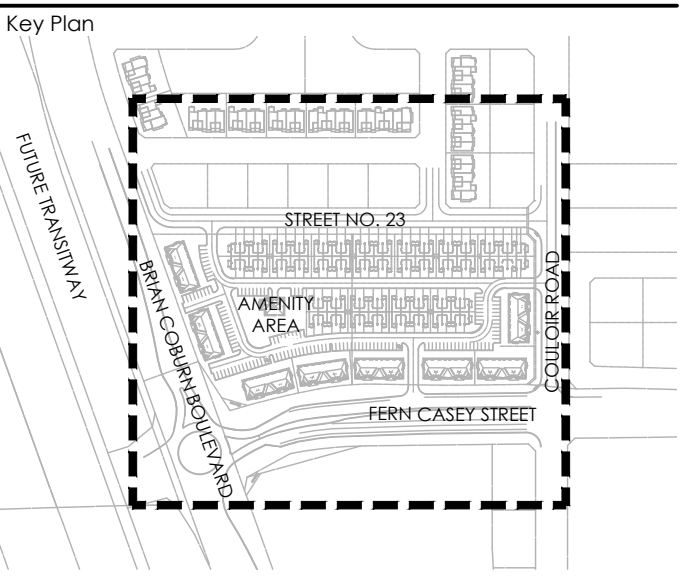 Key Plan
FUTURE TRANSITWAY
STREET NO. 23
BRIAN COBURN BOULEVARD
AMENITY
AREA
COULOIR ROAD
FERN CASEY STREET